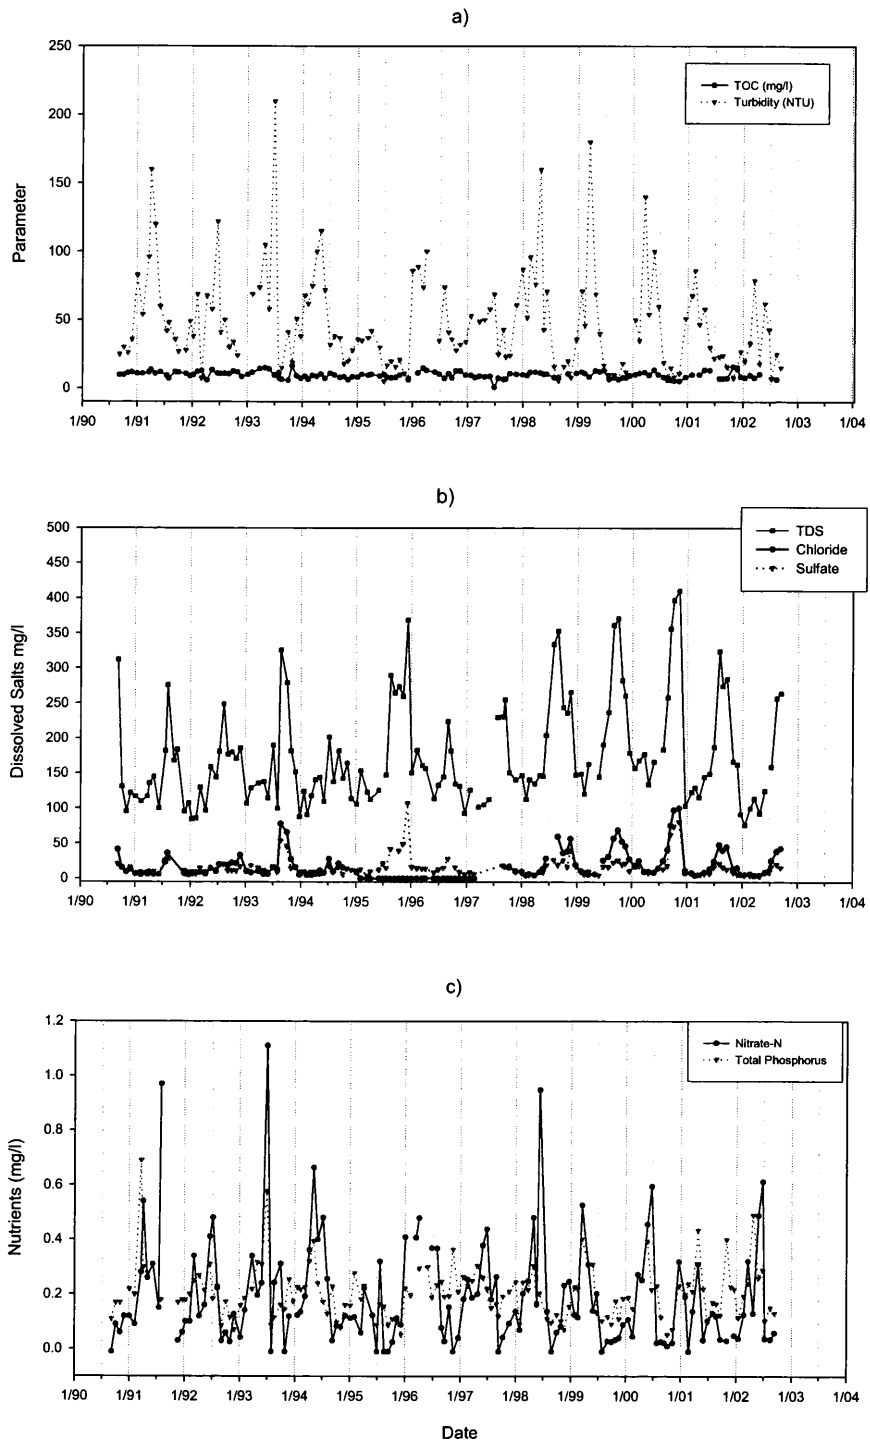 a)
250
200
150
100
50
0
Parameter
TOC (mg/l)
Turbidity (NTU)
1/90 1/91 1/92 1/93 1/94 1/95 1/96 1/97 1/98 1/99 1/00 1/01 1/02 1/03 1/04
b)
500
450
400
350
300
250
200
150
100
50
0
Dissolved Salts mg/l
TDS
Chloride
Sulfate
1/90 1/91 1/92 1/93 1/94 1/95 1/96 1/97 1/98 1/99 1/00 1/01 1/02 1/03 1/04
c)
1.2
1.0
0.8
0.6
0.4
0.2
0.0
Nutrients (mg/l)
Nitrate-N
Total Phosphorus
1/90 1/91 1/92 1/93 1/94 1/95 1/96 1/97 1/98 1/99 1/00 1/01 1/02 1/03 1/04
Date